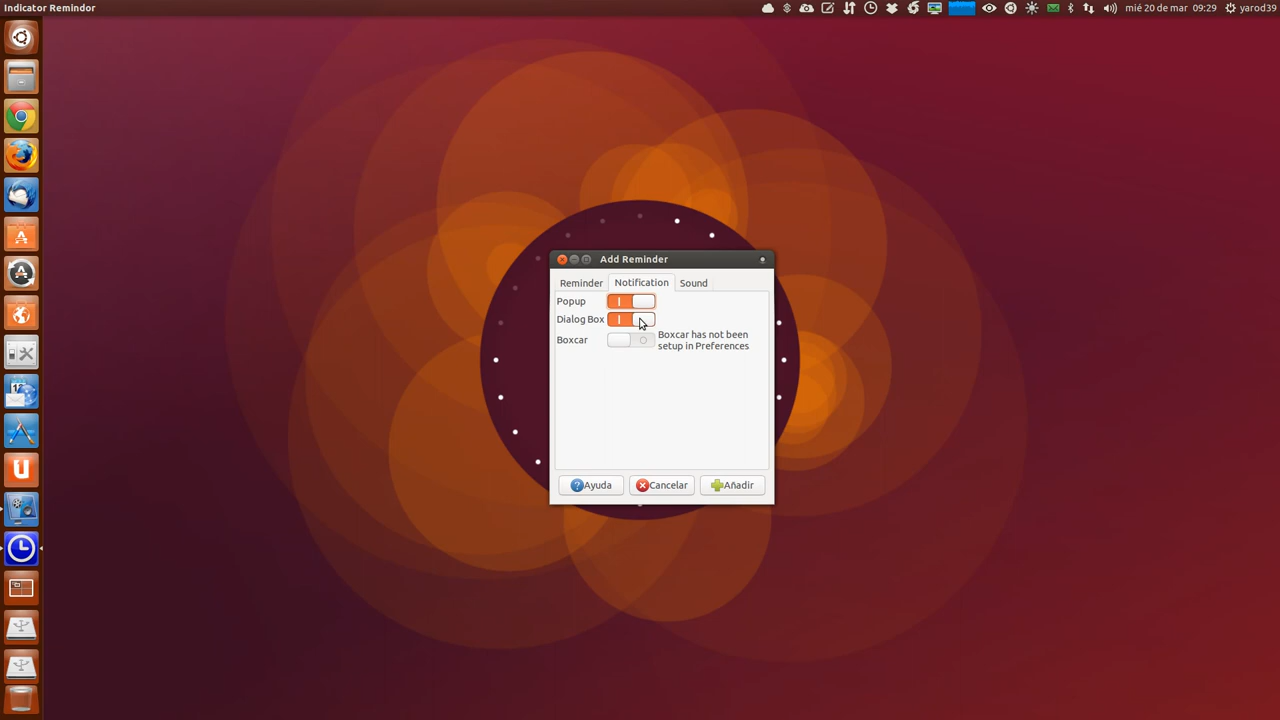 Indicator Remindor
mié 20 de mar 09:29 yarod39
Add Reminder
Reminder Notification Sound
Popup
Dialog Box
Boxcar Boxcar has not been
setup in Preferences
Ayuda Cancelar Añadir